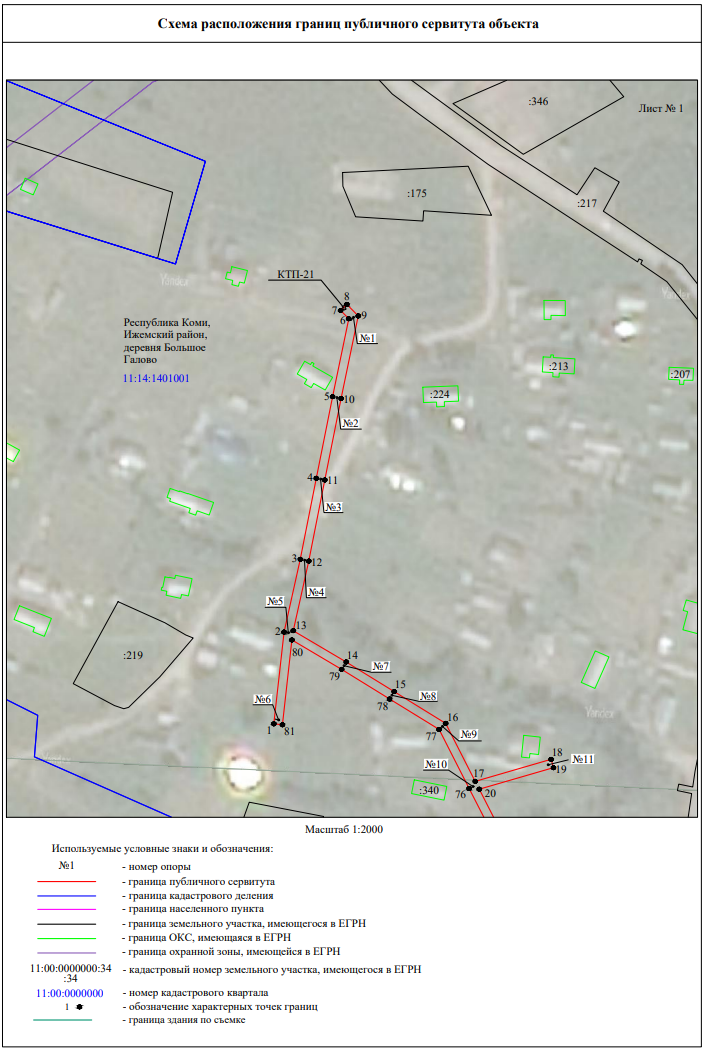 Схема расположения границ публичного сервитута объекта
:346
Лист № 1
:175
:217
Yandex
КТП-21
8
7
9
6
№1
Республика Коми,
Ижемский район,
деревня Большое
Галово
11:14:1401001
:213
:207
:224
5
10
№2
4
11
№3
3
12
№4
№5
2
13
80
:219
14
79
№7
15
78
№8
№6
1
81
16
77
№9
Yandex
18
№11
19
№10
17
76
20
:340
Масштаб 1:2000
Используемые условные знаки и обозначения:
№1 - номер опоры
- граница публичного сервитута
- граница кадастрового деления
- граница населенного пункта
- граница земельного участка, имеющегося в ЕГРН
- граница ОКС, имеющаяся в ЕГРН
- граница охранной зоны, имеющейся в ЕГРН
11:00:0000000:34
:34
- кадастровый номер земельного участка, имеющегося в ЕГРН
11:00:0000000 - номер кадастрового квартала
1 - обозначение характерных точек границ
- граница здания по съемке